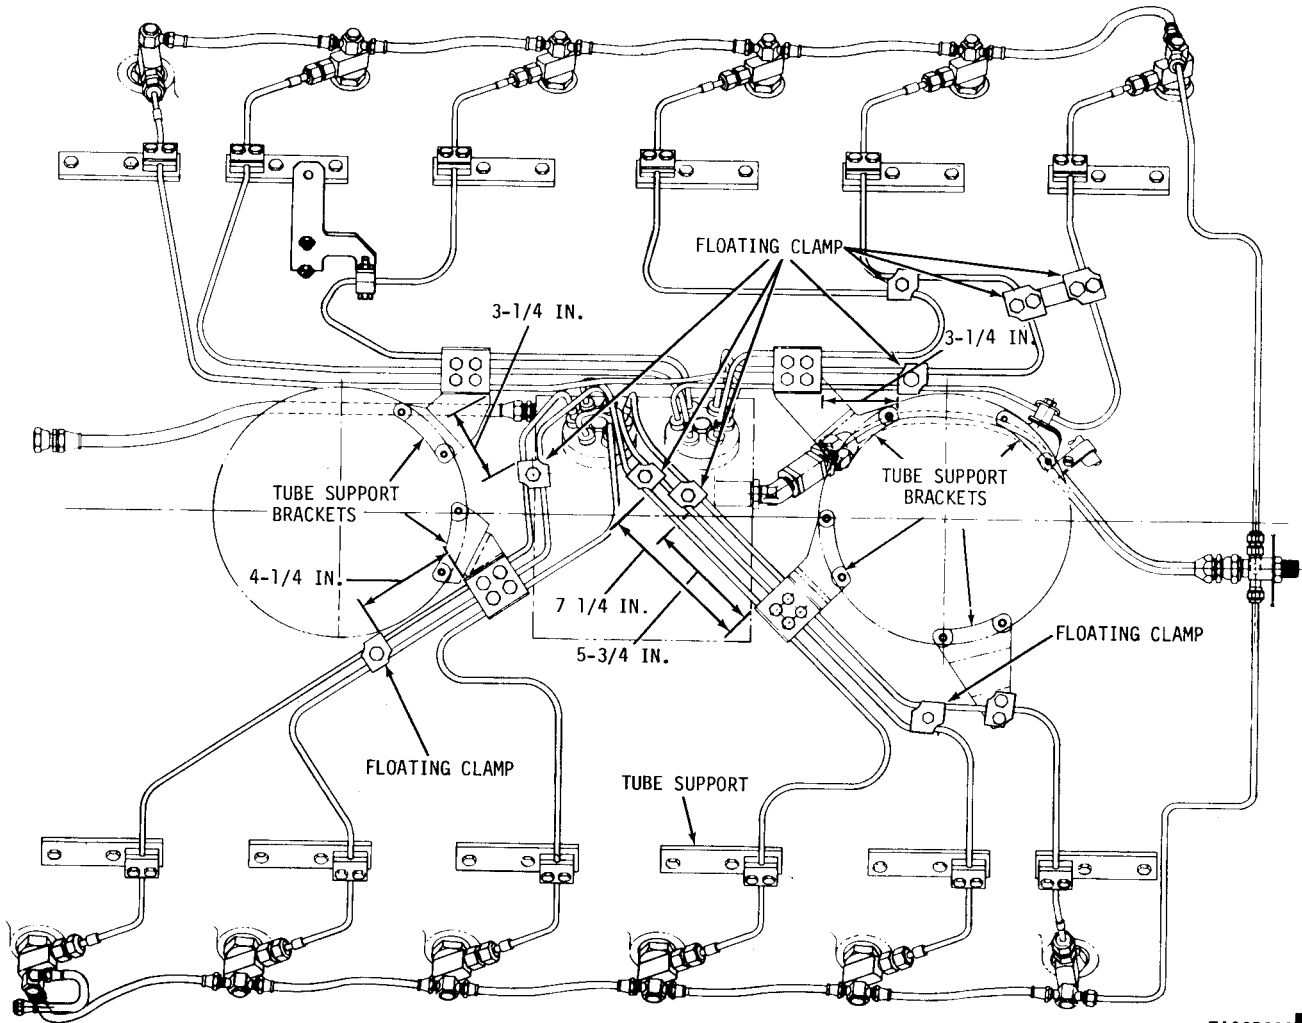 FLOATING CLAMP
3-1/4 IN.
3-1/4 IN.
TUBE SUPPORT
BRACKETS
TUBE SUPPORT
BRACKETS
4-1/4 IN.
7 1/4 IN.
5-3/4 IN.
FLOATING CLAMP
FLOATING CLAMP
TUBE SUPPORT